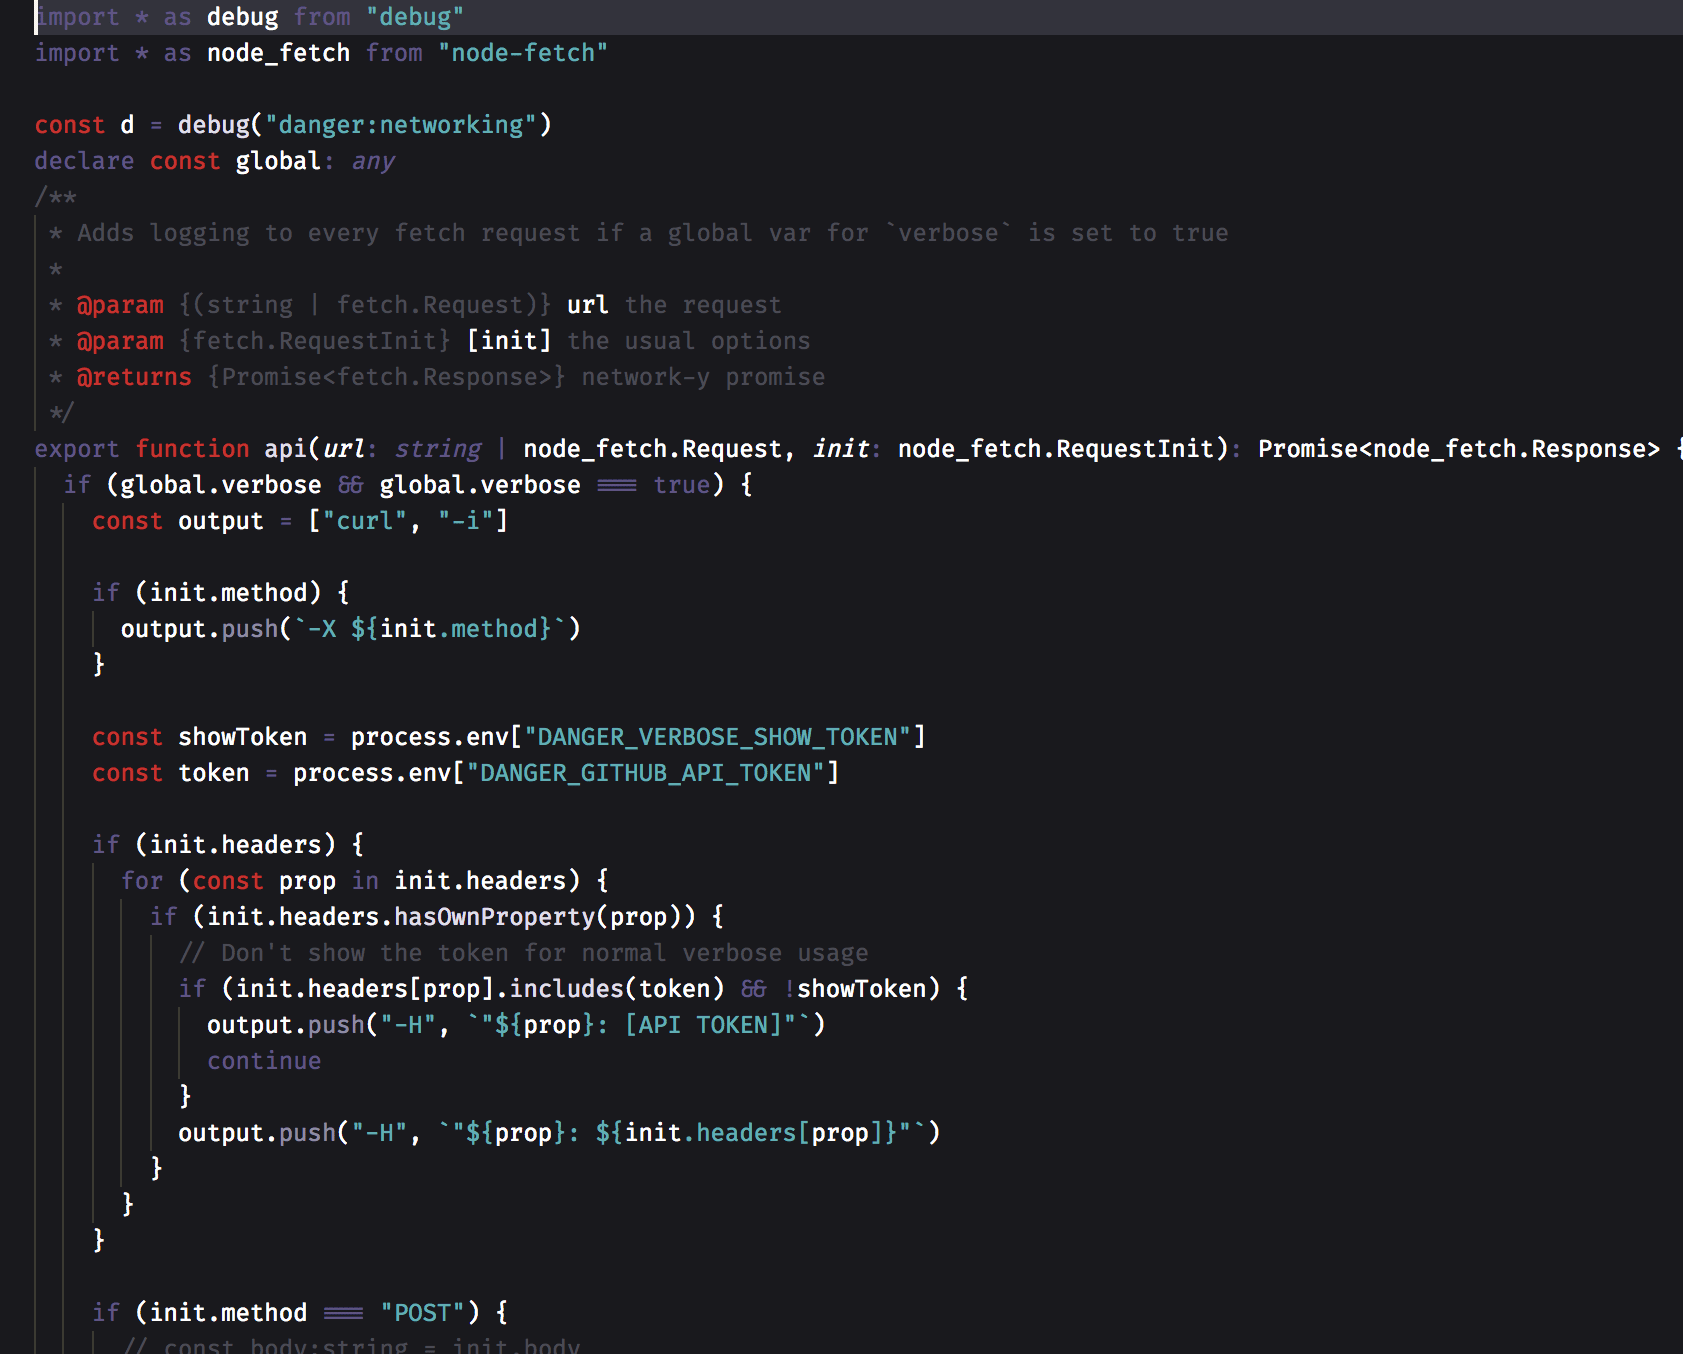 import * as debug from "debug"
import * as node_fetch from "node-fetch"
const d = debug("danger:networking")
declare const global: any
/**
* Adds logging to every fetch request if a global var for `verbose` is set to true
*
* @param {(string | fetch.Request)} url the request
* @param {fetch.RequestInit} [init] the usual options
* @returns {Promise<fetch.Response>} network-y promise
*/
export function api(url: string | node_fetch.Request, init: node_fetch.RequestInit): Promise<node_fetch.Response> {
if (global.verbose && global.verbose === true) {
const output = ["curl", "-i"]
if (init.method) {
output.push(`-X ${init.method}`)
}
const showToken = process.env["DANGER_VERBOSE_SHOW_TOKEN"]
const token = process.env["DANGER_GITHUB_API_TOKEN"]
if (init.headers) {
for (const prop in init.headers) {
if (init.headers.hasOwnProperty(prop)) {
// Don't show the token for normal verbose usage
if (init.headers[prop].includes(token) && !showToken) {
output.push("-H", `"${prop}: [API TOKEN]"`)
continue
}
output.push("-H", `"${prop}: ${init.headers[prop]}"`)
}
}
}
if (init.method === "POST") {
// const body:string = init.body